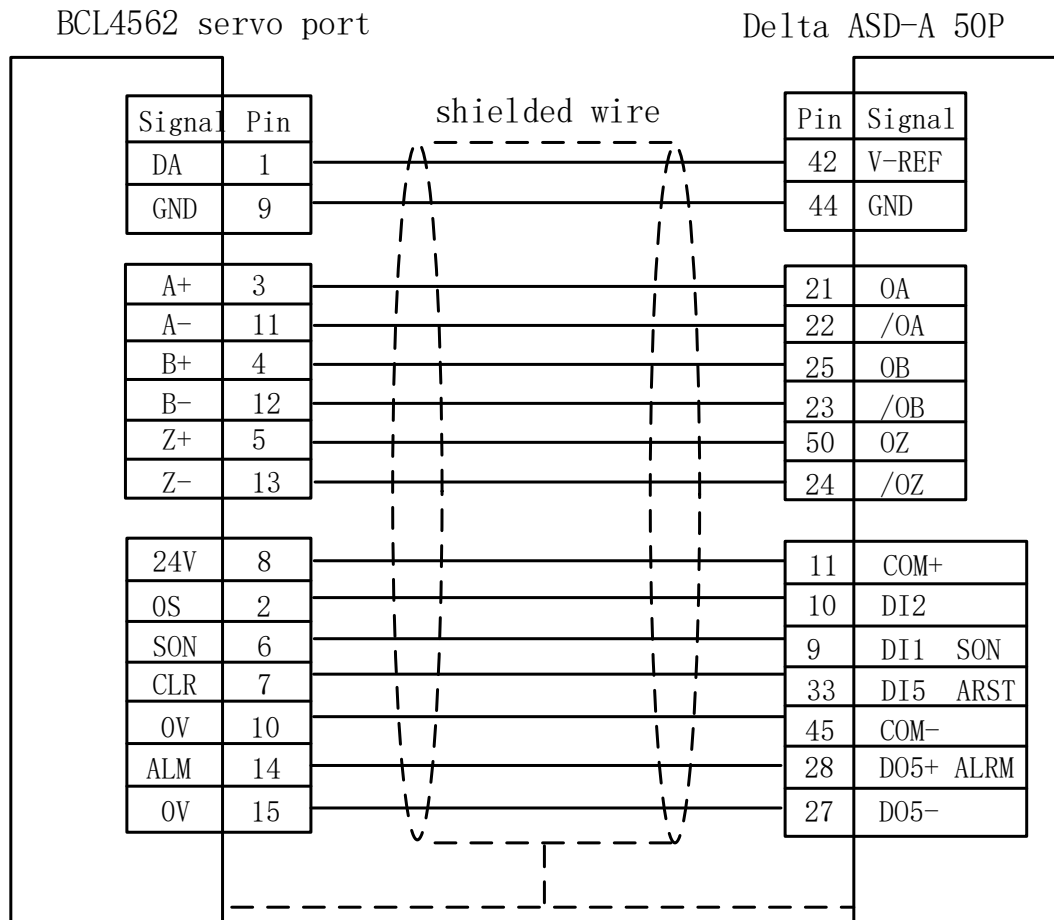 BCL4562 servo port
Delta ASD-A 50P
shielded wire
Signal Pin
DA 1
GND 9
A+ 3
A- 11
B+ 4
B- 12
Z+ 5
Z- 13
24V 8
OS 2
SON 6
CLR 7
0V 10
ALM 14
0V 15
Pin Signal
42 V-REF
44 GND
21 OA
22 /OA
25 OB
23 /OB
50 OZ
24 /OZ
11 COM+
10 DI2
9 DI1 SON
33 DI5 ARST
45 COM-
28 DO5+ ALRM
27 DO5-